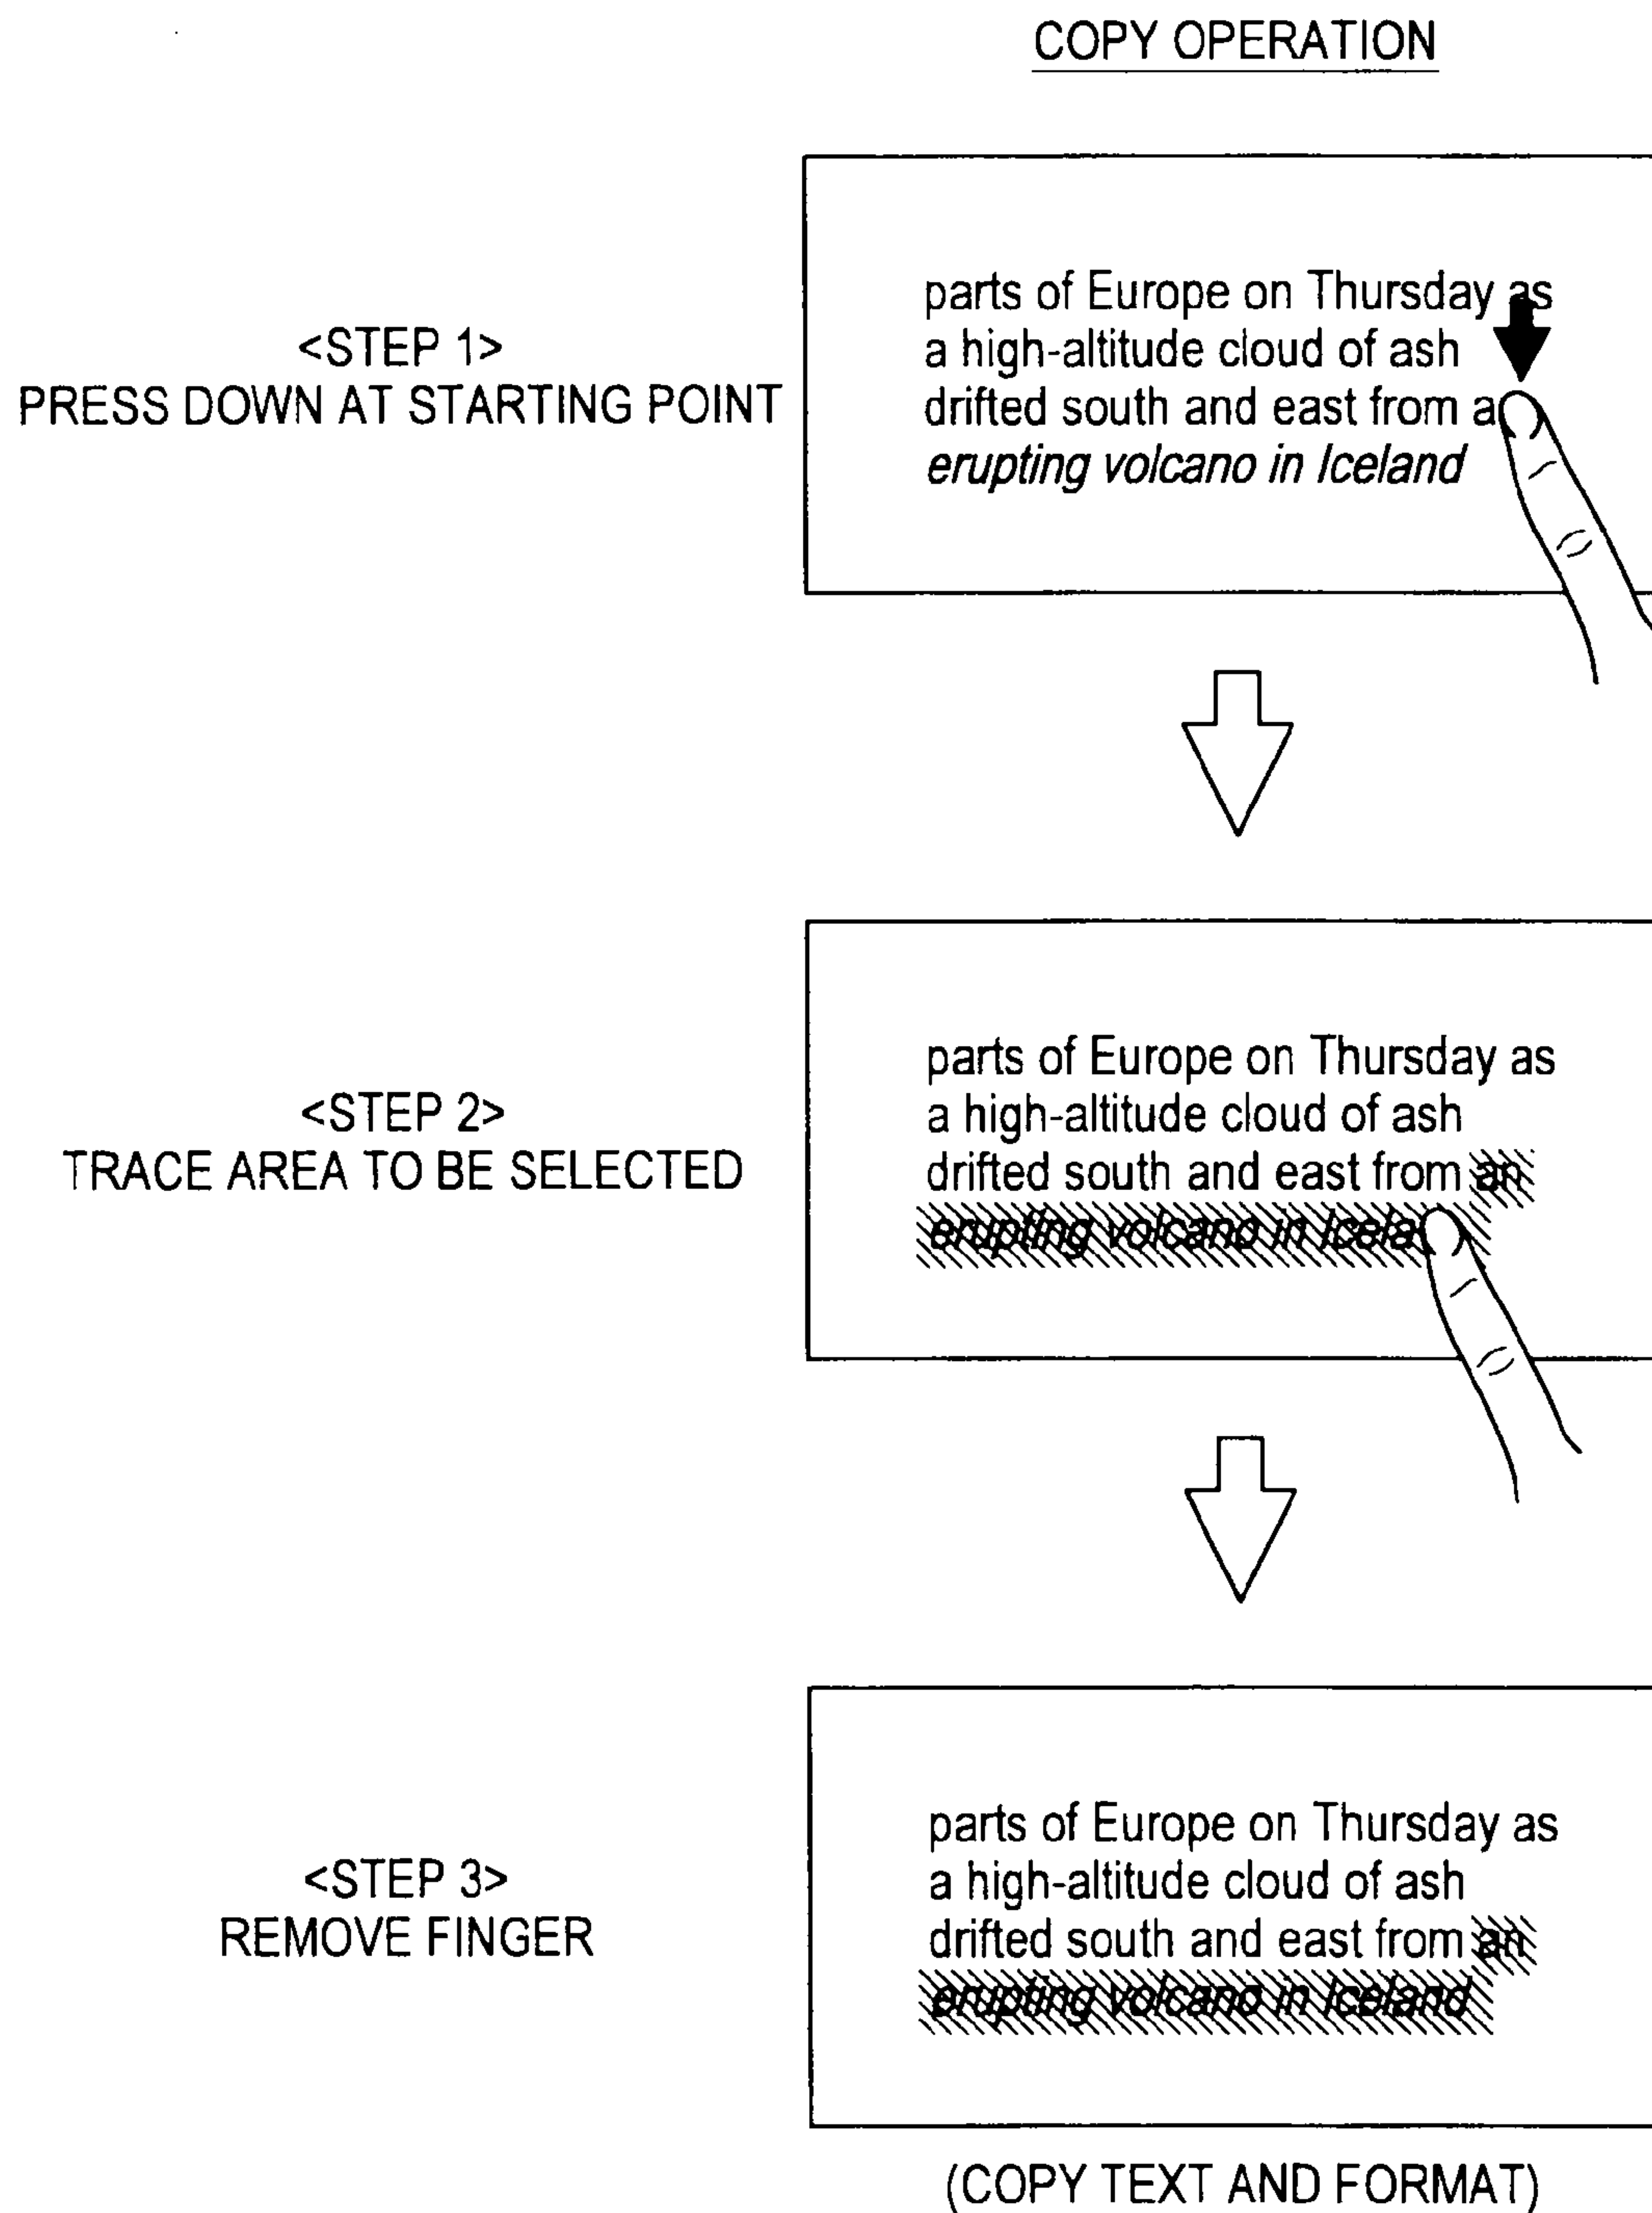 COPY OPERATION
<STEP 1>
PRESS DOWN AT STARTING POINT
parts of Europe on Thursday as
a high-altitude cloud of ash
drifted south and east from a
erupting volcano in Iceland
<STEP 2>
TRACE AREA TO BE SELECTED
parts of Europe on Thursday as
a high-altitude cloud of ash
drifted south and east from an
erupting volcano in Icela
<STEP 3>
REMOVE FINGER
parts of Europe on Thursday as
a high-altitude cloud of ash
drifted south and east from an
erupting volcano in Iceland
(COPY TEXT AND FORMAT)